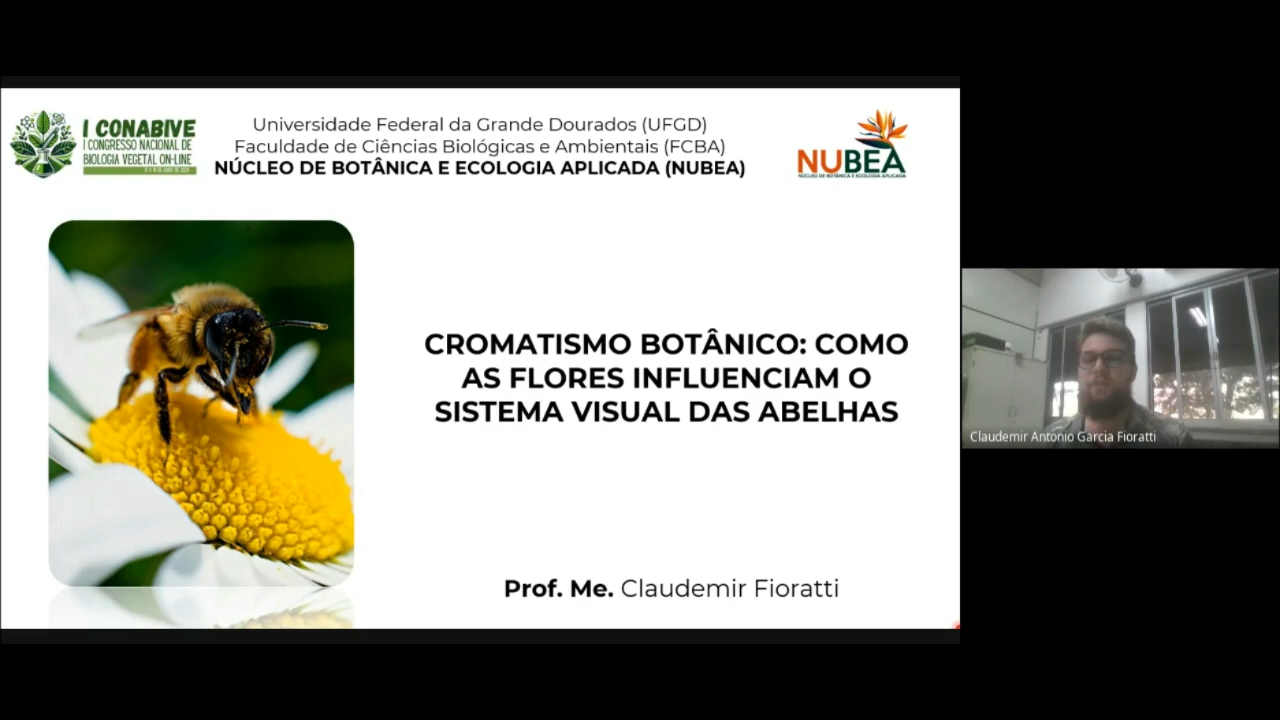 I CONABIVE
I CONGRESSO NACIONAL DE
BIOLOGIA VEGETAL ON-LINE
Universidade Federal da Grande Dourados (UFGD)
Faculdade de Ciências Biológicas e Ambientais (FCBA)
NÚCLEO DE BOTÂNICA E ECOLOGIA APLICADA (NUBEA)
NUBEA
NÚCLEO DE BOTÂNICA E ECOLOGIA APLICADA
CROMATISMO BOTÂNICO: COMO
AS FLORES INFLUENCIAM O
SISTEMA VISUAL DAS ABELHAS
Prof. Me. Claudemir Fioratti
Claudemir Antonio Garcia Fioratti